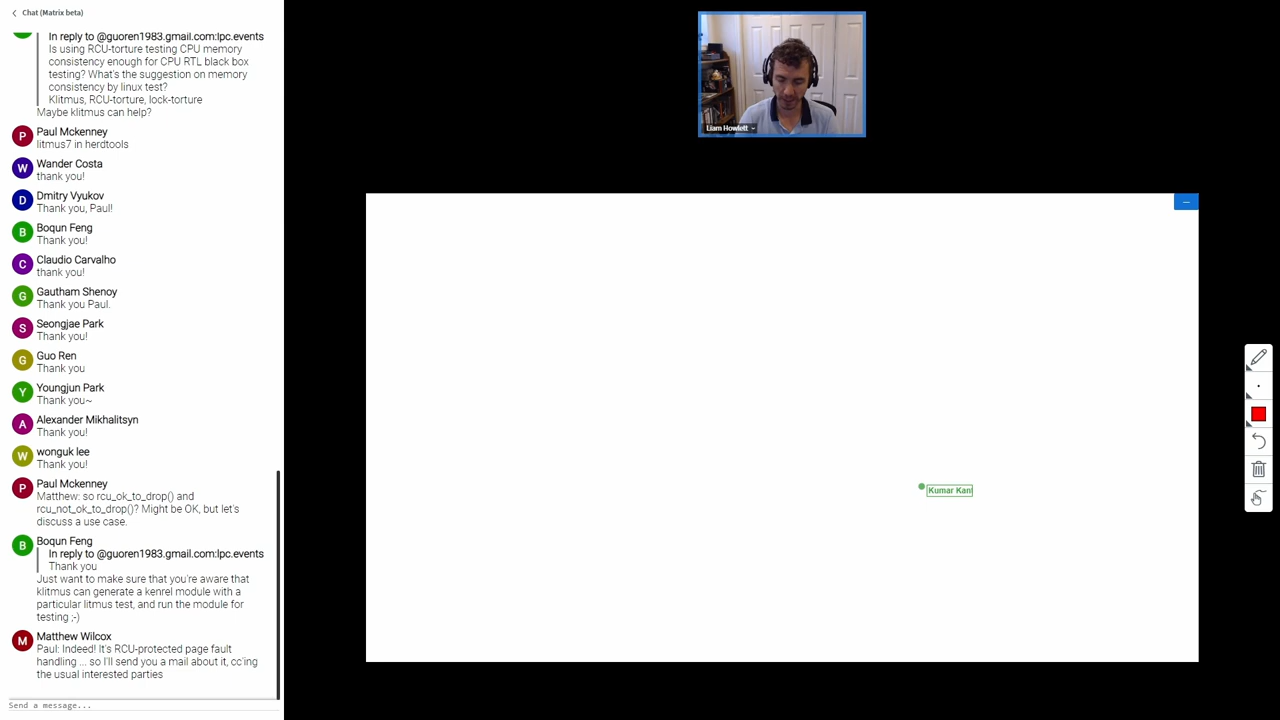 Chat (Matrix beta)
In reply to @guoren1983.gmail.com:lpc.events
Is using RCU-torture testing CPU memory
consistency enough for CPU RTL black box
testing? What's the suggestion on memory
consistency by linux test?
Klitmus, RCU-torture, lock-torture
Maybe klitmus can help?
P
Paul Mckenney
litmus7 in herdtools
W
Wander Costa
thank you!
D
Dmitry Vyukov
Thank you, Paul!
B
Boqun Feng
Thank you!
C
Claudio Carvalho
thank you!
G
Gautham Shenoy
Thank you Paul.
S
Seongjae Park
Thank you!
G
Guo Ren
Thank you
Y
Youngjun Park
Thank you~
A
Alexander Mikhalitsyn
Thank you!
W
wonguk lee
Thank you!
P
Paul Mckenney
Matthew: so rcu_ok_to_drop() and
rcu_not_ok_to_drop()? Might be OK, but let's
discuss a use case.
B
Boqun Feng
In reply to @guoren1983.gmail.com:lpc.events
Thank you
Just want to make sure that you're aware that
klitmus can generate a kenrel module with a
particular litmus test, and run the module for
testing ;-)
M
Matthew Wilcox
Paul: Indeed! It's RCU-protected page fault
handling ... so I'll send you a mail about it, cc'ing
the usual interested parties
Send a message...
Liam Howlett
Kumar Kant